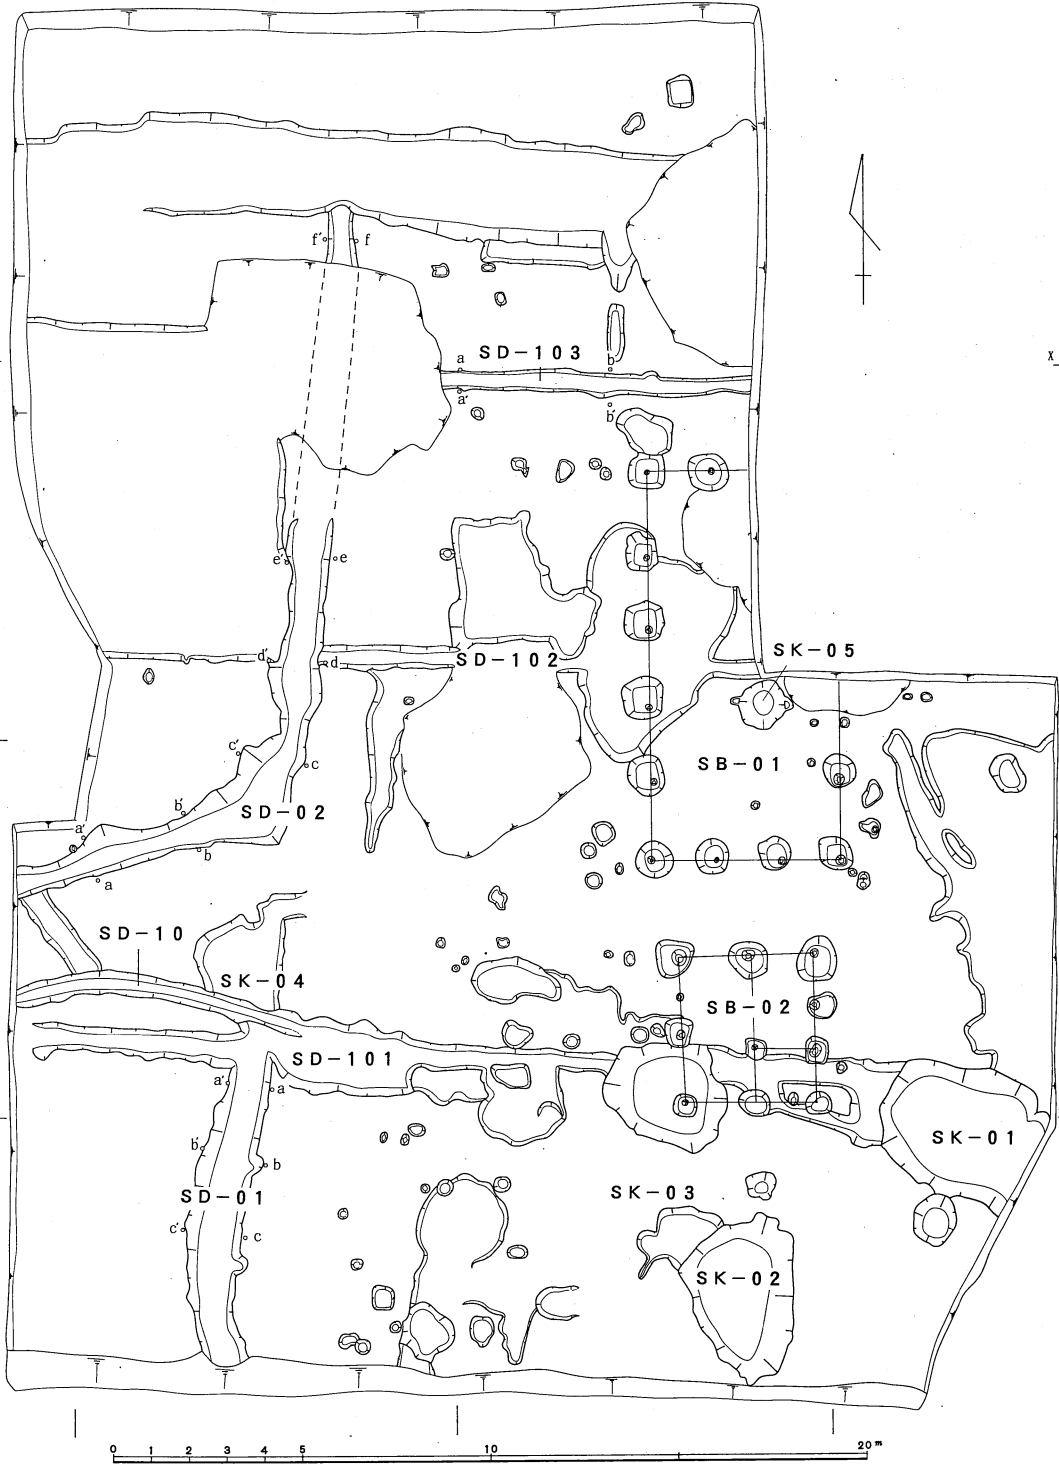 f' f
a SD-103 b
X
a' b'
e' e
SK-05
d' d SD-102
c' c SB-01
b' SD-02
a' b
a
SD-10
SK-04
SB-02
SD-101
a' a
SK-01
b' b
SD-01 SK-03
c' c
SK-02
0 1 2 3 4 5 10 20m